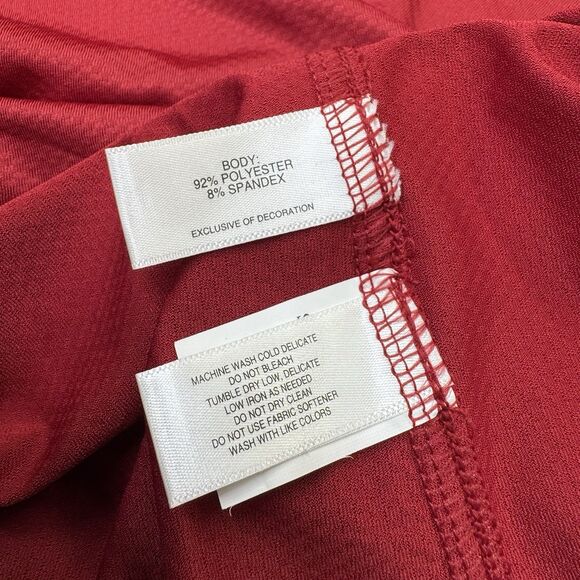 BODY:
92% POLYESTER
8% SPANDEX
EXCLUSIVE OF DECORATION
MACHINE WASH COLD DELICATE
DO NOT BLEACH
TUMBLE DRY LOW, DELICATE
LOW IRON AS NEEDED
DO NOT DRY CLEAN
DO NOT USE FABRIC SOFTENER
WASH WITH LIKE COLORS